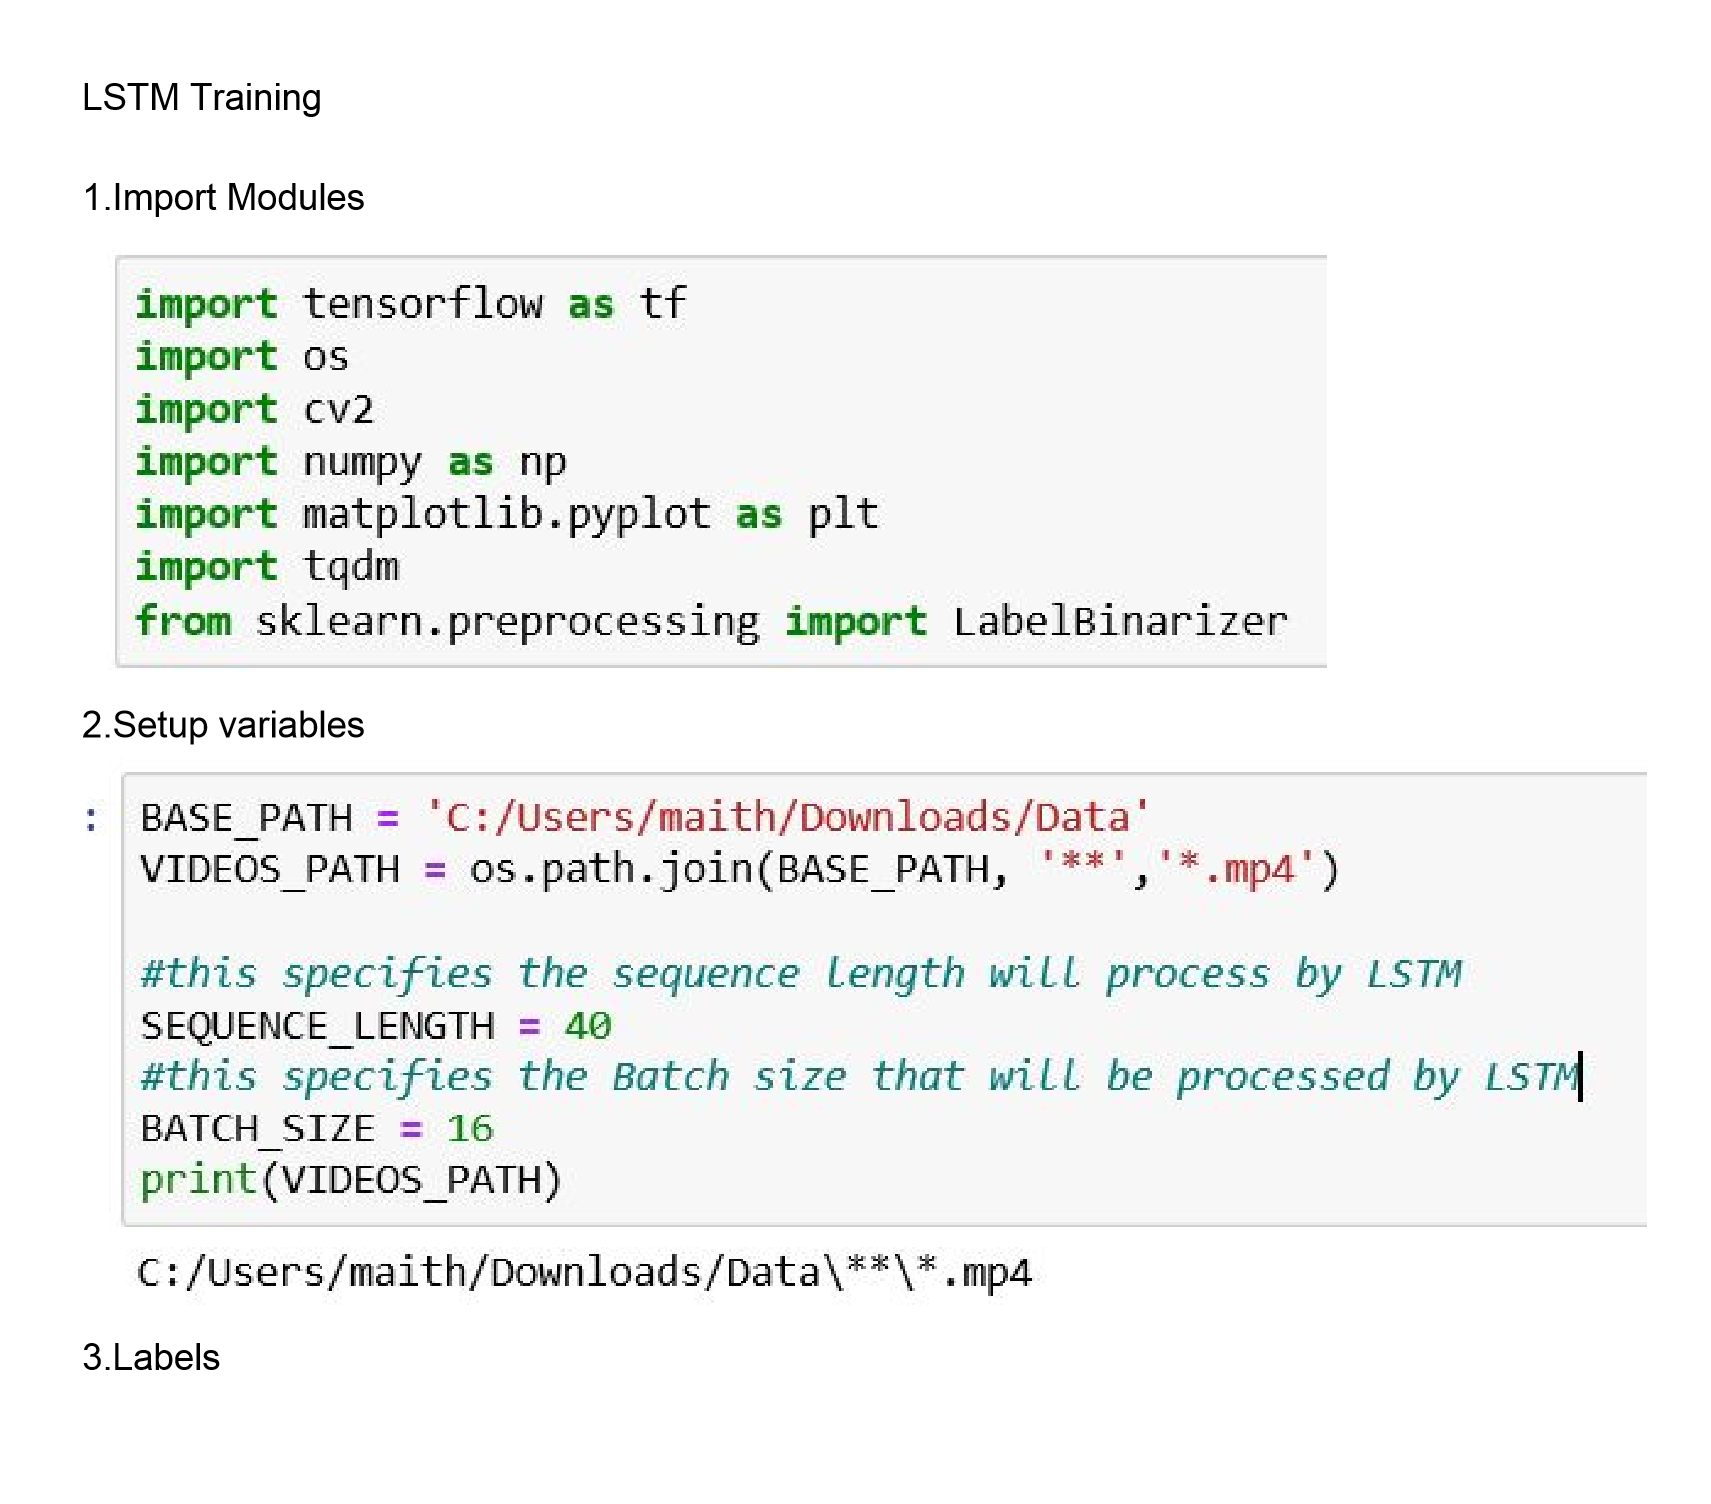 LSTM Training
1.Import Modules
import tensorflow as tf
import os
import cv2
import numpy as np
import matplotlib.pyplot as plt
import tqdm
from sklearn.preprocessing import LabelBinarizer
2.Setup variables
: BASE_PATH = 'C:/Users/maith/Downloads/Data'
VIDEOS_PATH = os.path.join(BASE_PATH, '**','*.mp4')
#this specifies the sequence length will process by LSTM
SEQUENCE_LENGTH = 40
#this specifies the Batch size that will be processed by LSTM
BATCH_SIZE = 16
print(VIDEOS_PATH)
C:/Users/maith/Downloads/Data\**\*.mp4
3.Labels